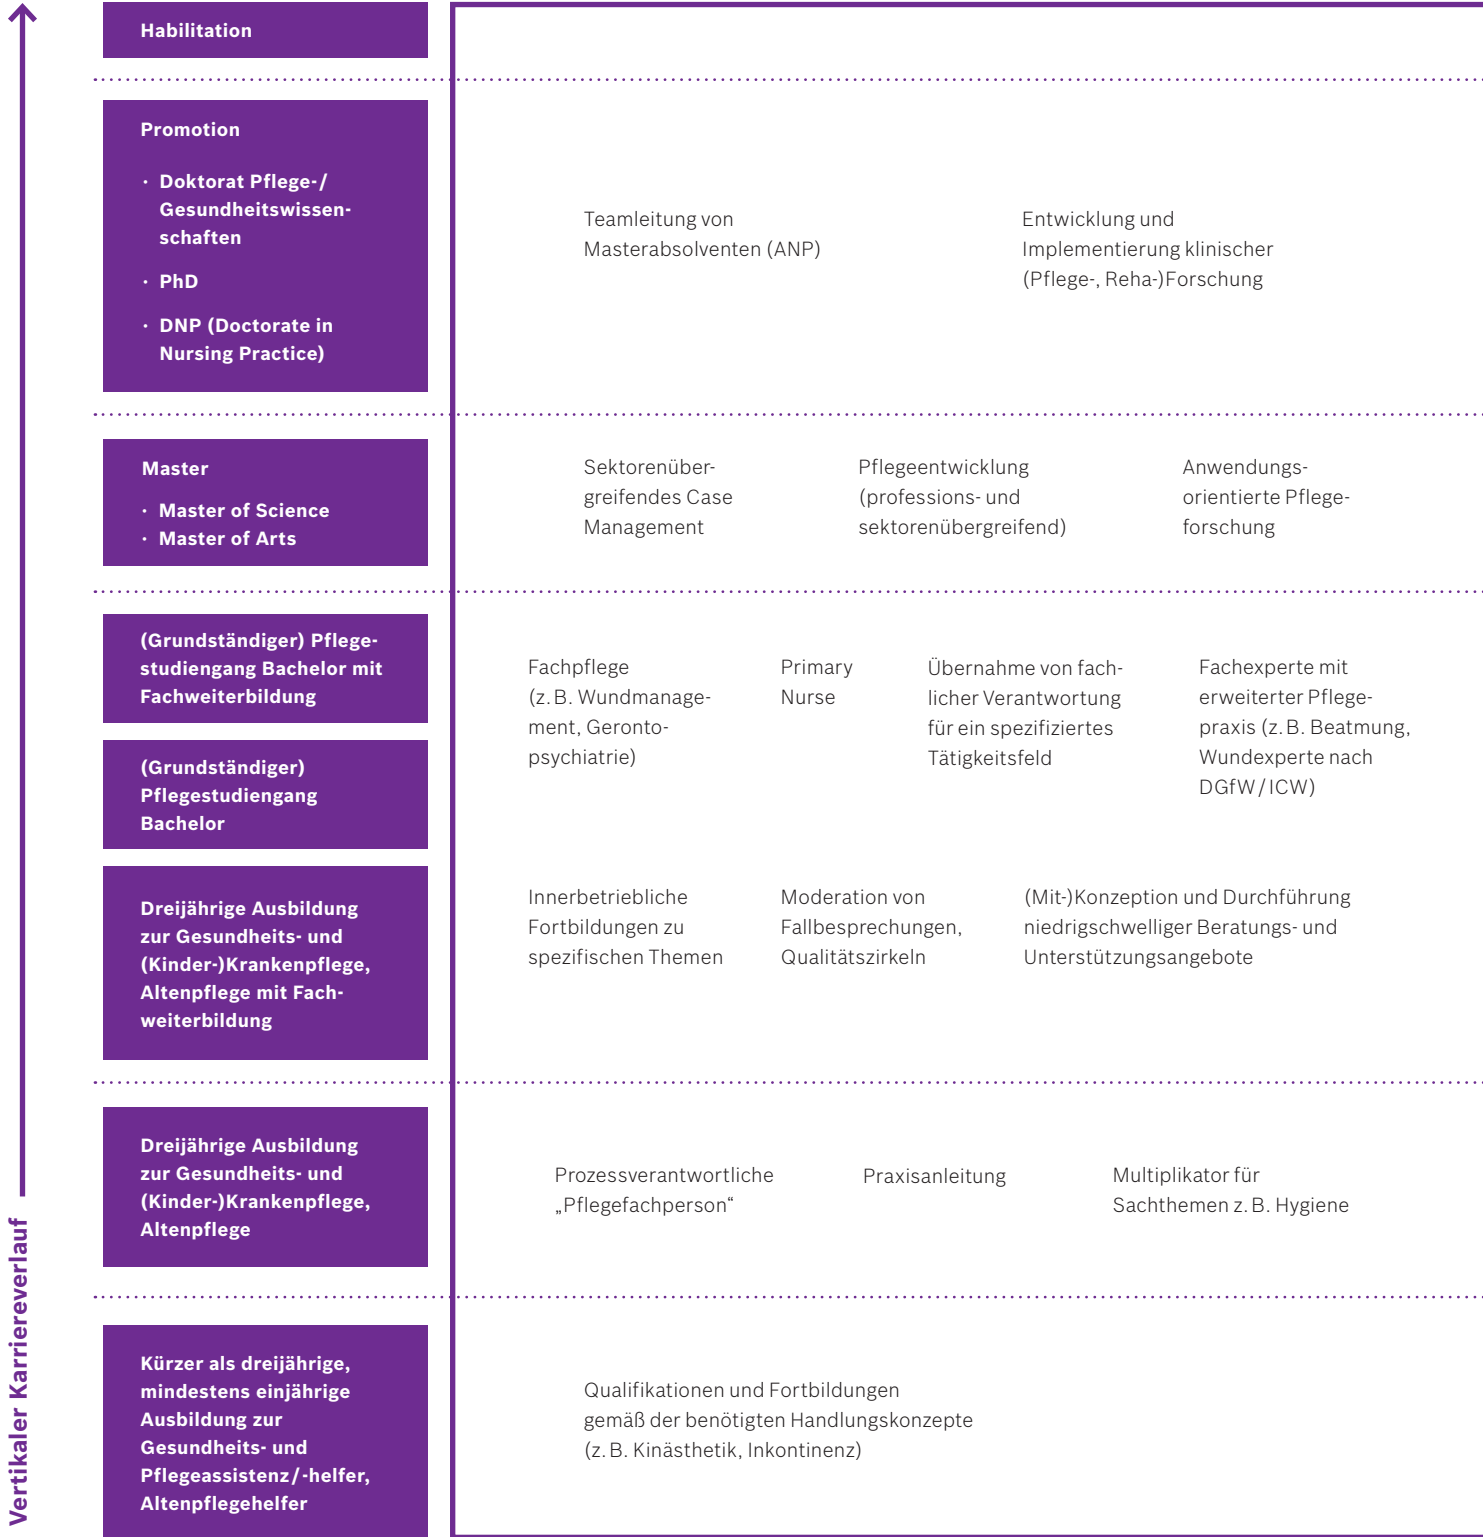 Habilitation
Promotion
· Doktorat Pflege-/
Gesundheitswissen-
schaften
· PhD
· DNP (Doctorate in
Nursing Practice)
Teamleitung von
Masterabsolventen (ANP)
Entwicklung und
Implementierung klinischer
(Pflege-, Reha-)Forschung
Master
· Master of Science
· Master of Arts
Sektorenüber-
greifendes Case
Management
Pflegeentwicklung
(professions- und
sektorenübergreifend)
Anwendungs-
orientierte Pflege-
forschung
(Grundständiger) Pflege-
studiengang Bachelor mit
Fachweiterbildung
(Grundständiger)
Pflegestudiengang
Bachelor
Fachpflege
(z. B. Wundmanage-
ment, Geronto-
psychiatrie)
Primary
Nurse
Übernahme von fach-
licher Verantwortung
für ein spezifiziertes
Tätigkeitsfeld
Fachexperte mit
erweiterter Pflege-
praxis (z. B. Beatmung,
Wundexperte nach
DGfW / ICW)
Dreijährige Ausbildung
zur Gesundheits- und
(Kinder-)Krankenpflege,
Altenpflege mit Fach-
weiterbildung
Innerbetriebliche
Fortbildungen zu
spezifischen Themen
Moderation von
Fallbesprechungen,
Qualitätszirkeln
(Mit-)Konzeption und Durchführung
niedrigschwelliger Beratungs- und
Unterstützungsangebote
Dreijährige Ausbildung
zur Gesundheits- und
(Kinder-)Krankenpflege,
Altenpflege
Prozessverantwortliche
„Pflegefachperson“
Praxisanleitung
Multiplikator für
Sachthemen z. B. Hygiene
Kürzer als dreijährige,
mindestens einjährige
Ausbildung zur
Gesundheits- und
Pflegeassistenz / -helfer,
Altenpflegehelfer
Qualifikationen und Fortbildungen
gemäß der benötigten Handlungskonzepte
(z. B. Kinästhetik, Inkontinenz)
Vertikaler Karriereverlauf